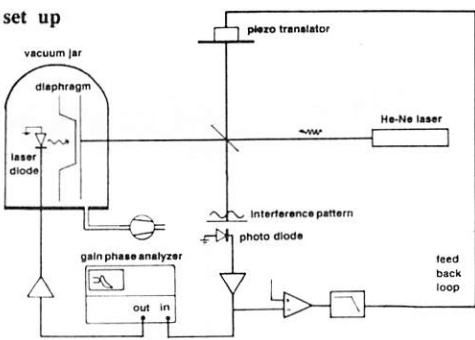 set up
vacuum jar
diaphragm
laser
diode
piezo translator
He-Ne laser
interference pattern
photo diode
gain phase analyzer
out in
feed
back
loop
+
-